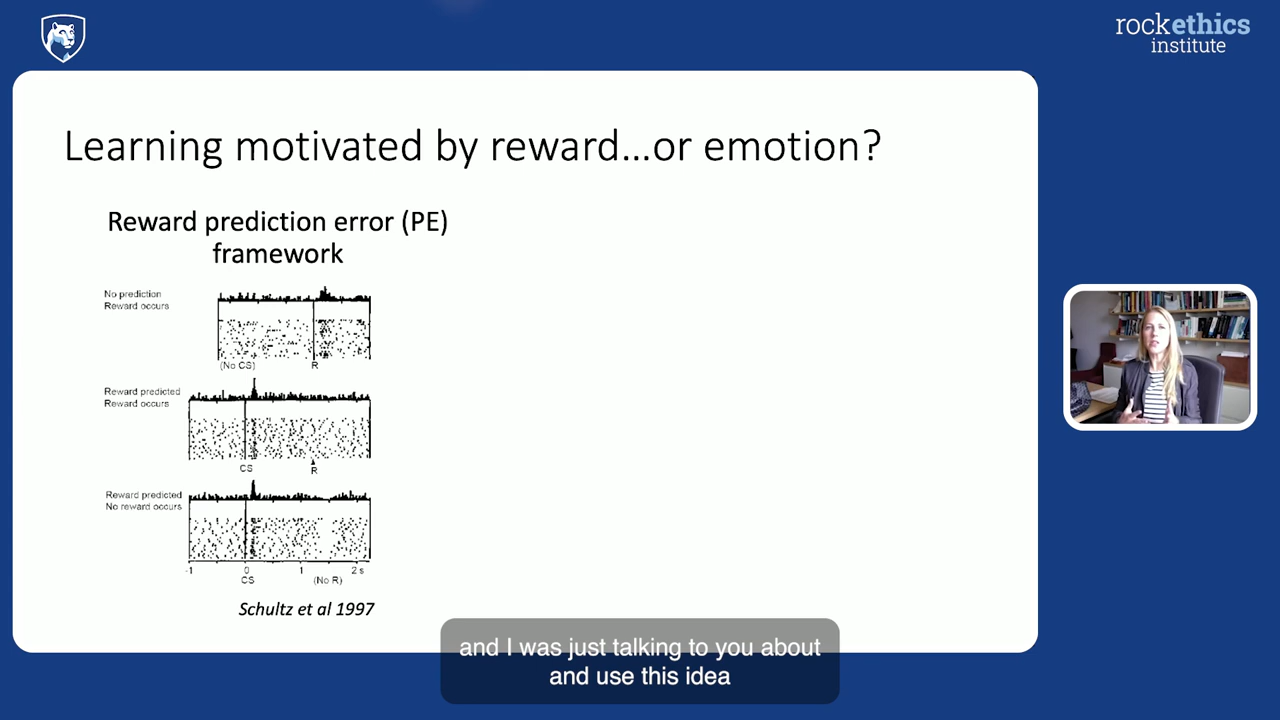 rockethics
institute
Learning motivated by reward...or emotion?
Reward prediction error (PE)
framework
No prediction
Reward occurs
(No CS)
R
Reward predicted
Reward occurs
CS
R
Reward predicted
No reward occurs
-1
0
1
2 s
CS
(No R)
Schultz et al 1997
and I was just talking to you about
and use this idea